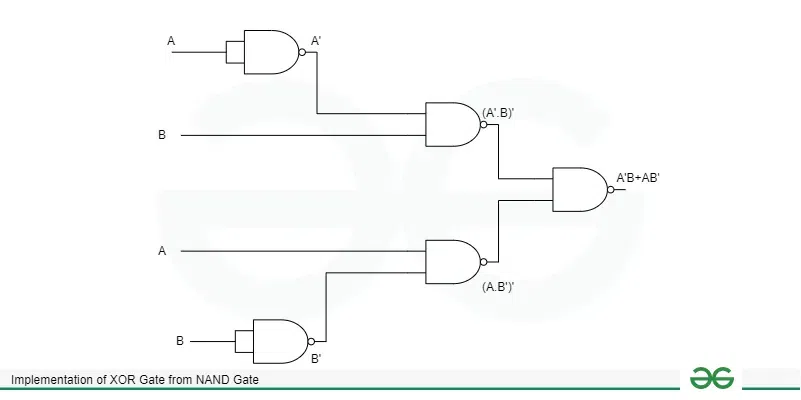 A
A'
(A'.B)'
B
A'B+AB'
A
(A.B')'
B
B'
Implementation of XOR Gate from NAND Gate